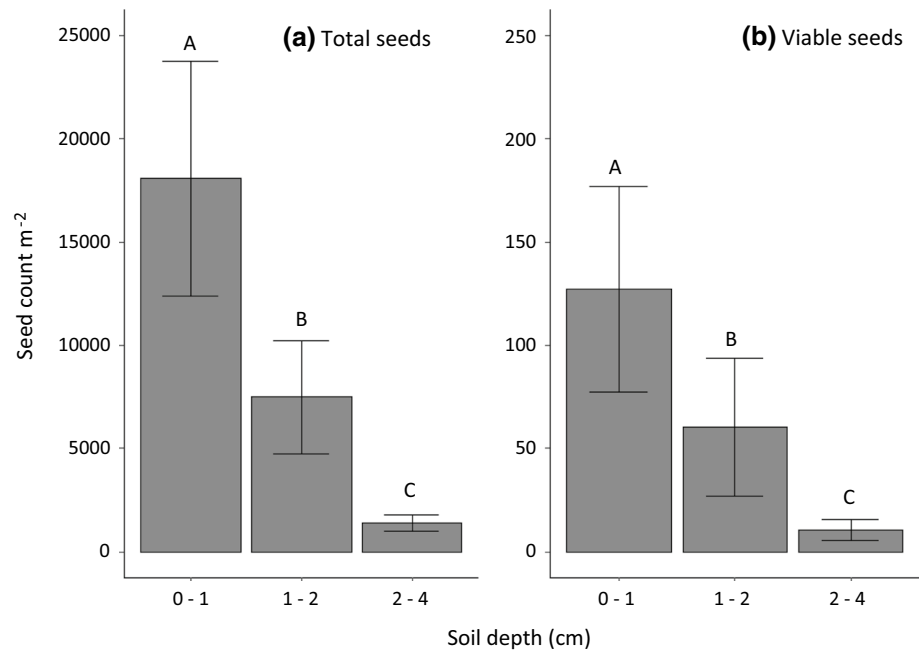 (a) Total seeds
Seed count m⁻²
25000
20000
15000
10000
5000
0
A
B
C
0 - 1
1 - 2
2 - 4
(b) Viable seeds
250
200
150
100
50
0
A
B
C
0 - 1
1 - 2
2 - 4
Soil depth (cm)